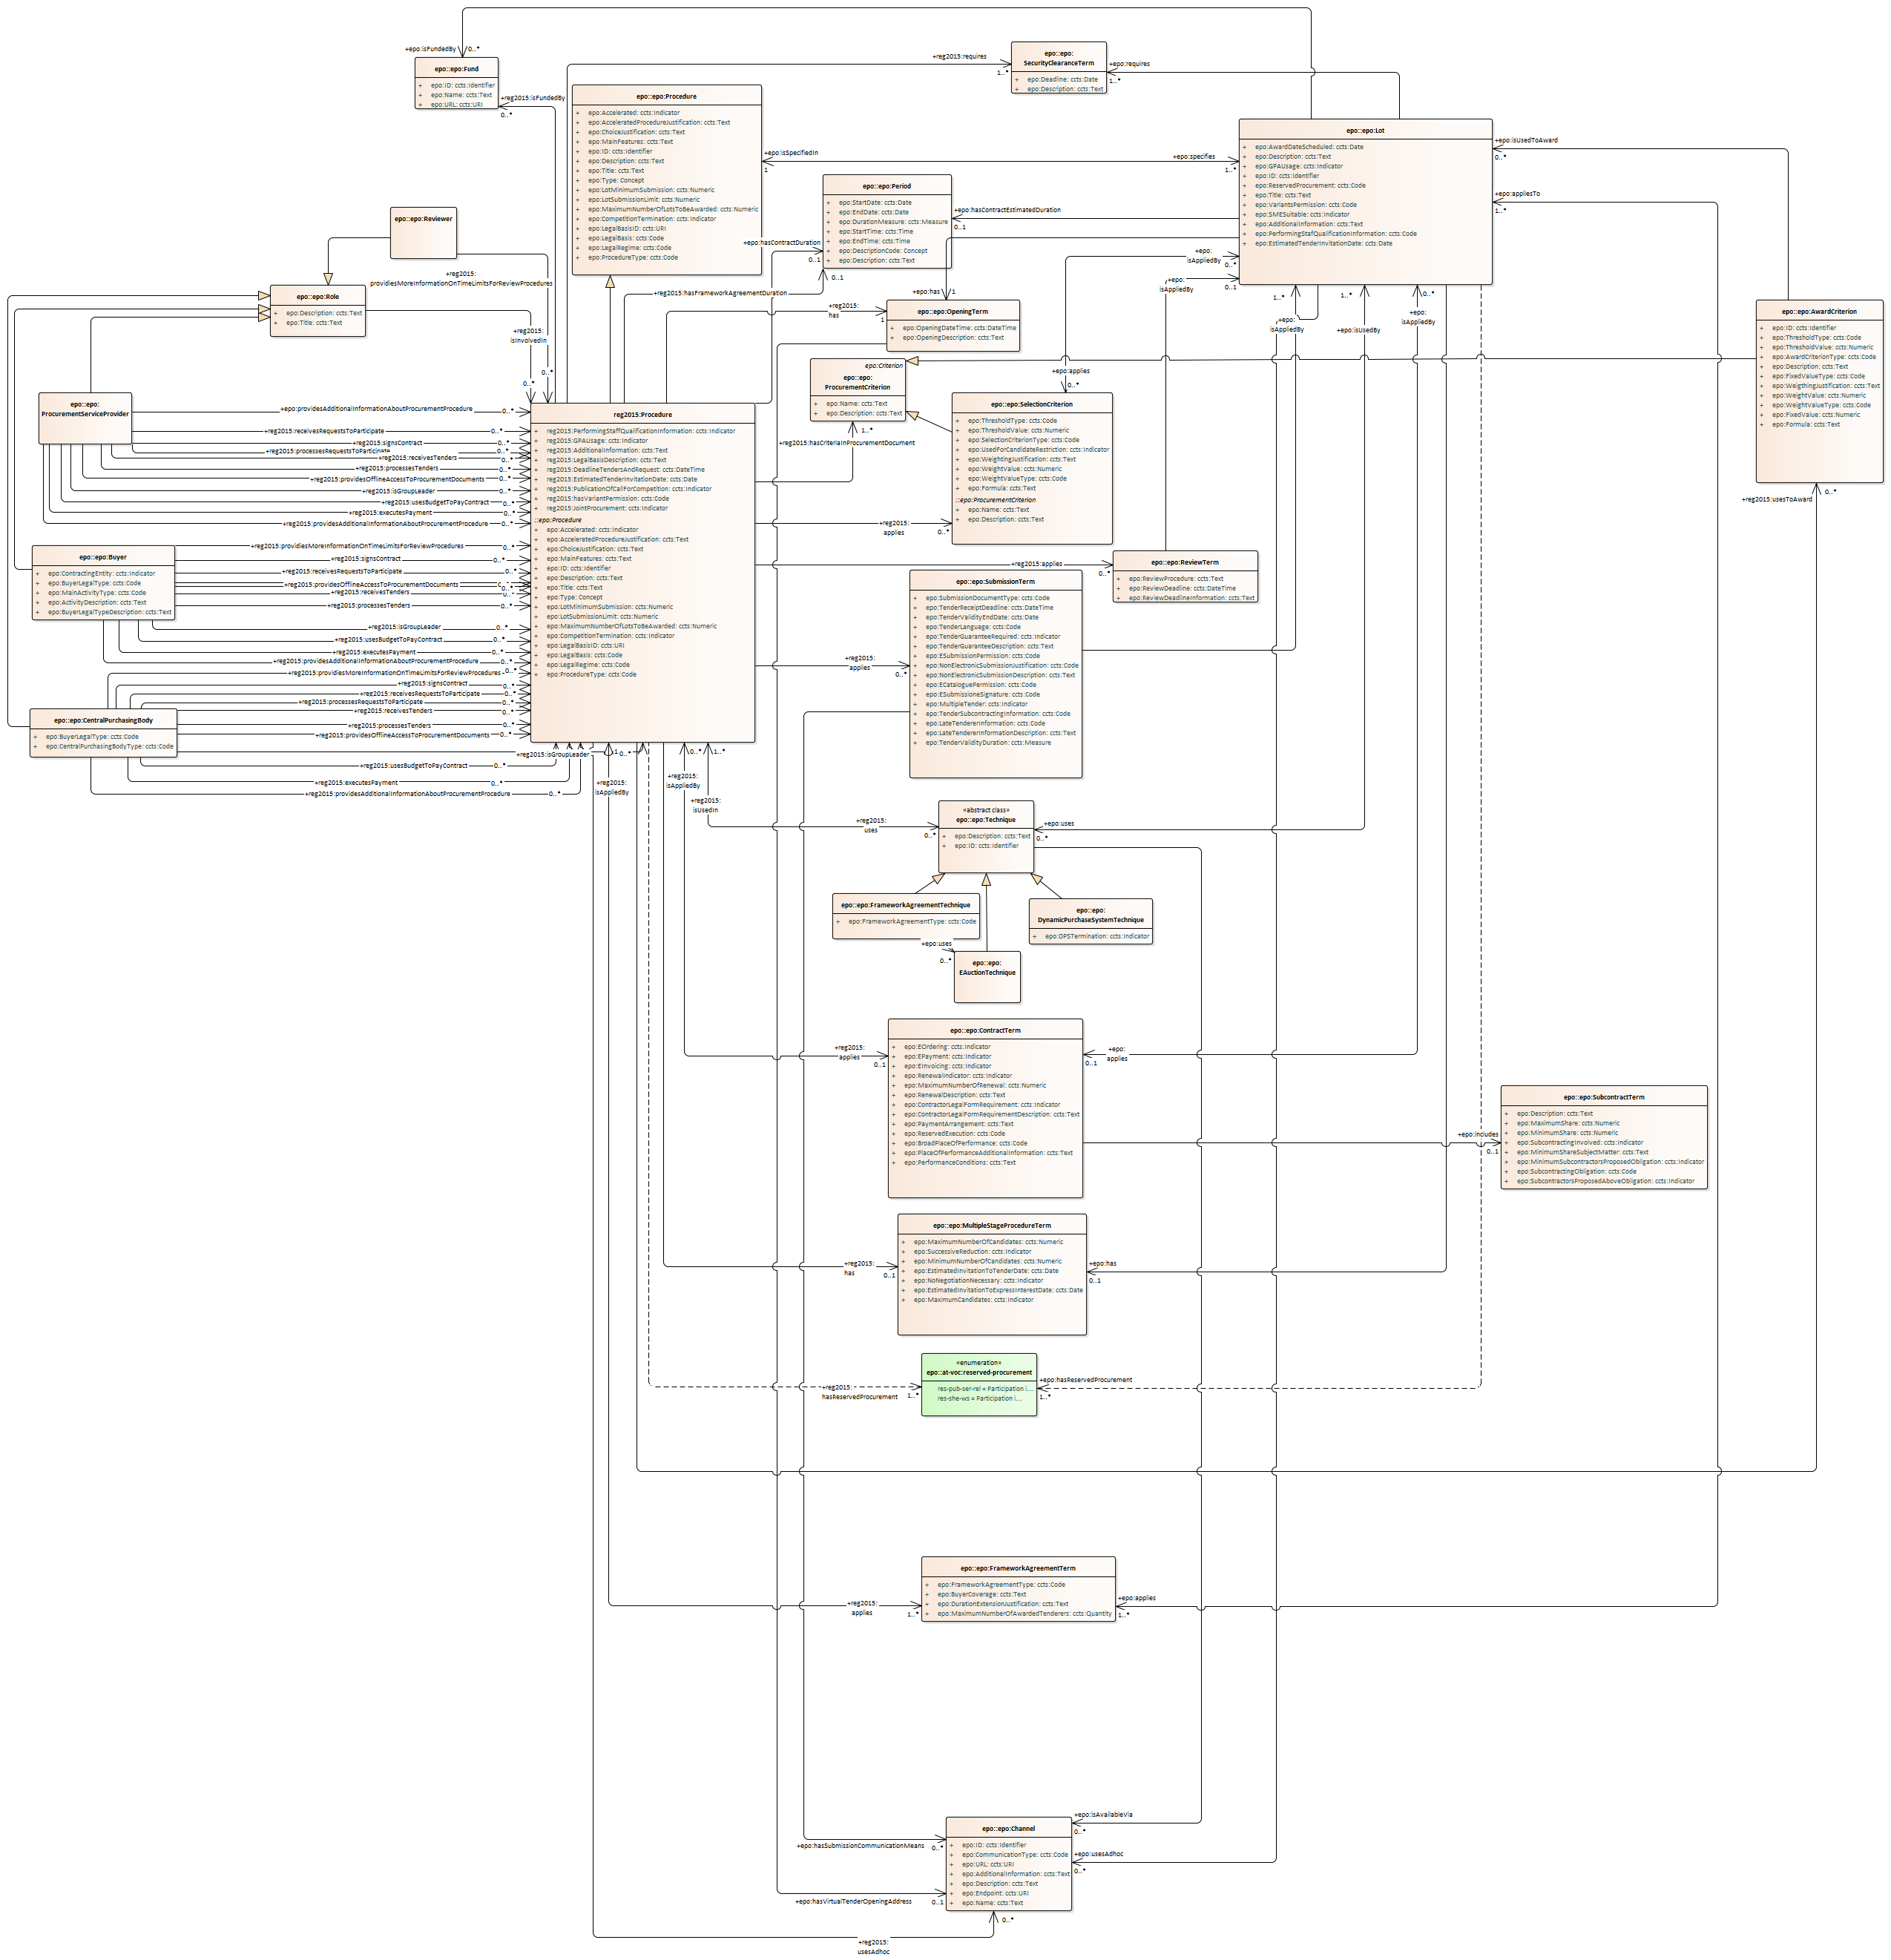 +epo:isFundedBy
0..*
epo::epo:Fund
+ epo:ID: ccts:Identifier
+ epo:Name: ccts:Text
+ epo:URL: ccts:URI
+reg2015:isFundedBy
0..*
+reg2015:requires
1..*
epo::epo:
SecurityClearanceTerm
+ epo:Deadline: ccts:Date
+ epo:Description: ccts:Text
+epo:requires
1..*
epo::epo:Procedure
+ epo:Accelerated: ccts:Indicator
+ epo:AcceleratedProcedureJustification: ccts:Text
+ epo:ChoiceJustification: ccts:Text
+ epo:MainFeatures: ccts:Text
+ epo:ID: ccts:Identifier
+ epo:Description: ccts:Text
+ epo:Title: ccts:Text
+ epo:Type: Concept
+ epo:LotMinimumSubmission: ccts:Numeric
+ epo:LotSubmissionLimit: ccts:Numeric
+ epo:MaximumNumberOfLotsToBeAwarded: ccts:Numeric
+ epo:CompetitionTermination: ccts:Indicator
+ epo:LegalBasisID: ccts:URI
+ epo:LegalBasis: ccts:Code
+ epo:LegalRegime: ccts:Code
+ epo:ProcedureType: ccts:Code
+epo:isSpecifiedIn
1
+epo:specifies
1..*
epo::epo:Lot
+ epo:AwardDateScheduled: ccts:Date
+ epo:Description: ccts:Text
+ epo:GPAUsage: ccts:Indicator
+ epo:ID: ccts:Identifier
+ epo:ReservedProcurement: ccts:Code
+ epo:Title: ccts:Text
+ epo:VariantsPermission: ccts:Code
+ epo:SMESuitable: ccts:Indicator
+ epo:AdditionalInformation: ccts:Text
+ epo:PerformingStafQualificationInformation: ccts:Code
+ epo:EstimatedTenderInvitationDate: ccts:Date
+epo:isUsedToAward
0..*
+epo:appliesTo
1..*
epo::epo:Period
+ epo:StartDate: ccts:Date
+ epo:EndDate: ccts:Date
+ epo:DurationMeasure: ccts:Measure
+ epo:StartTime: ccts:Time
+ epo:EndTime: ccts:Time
+ epo:DescriptionCode: Concept
+ epo:Description: ccts:Text
+epo:hasContractEstimatedDuration
0..1
+epo:hasContractDuration
0..1
0..1
+reg2015:hasFrameworkAgreementDuration
+epo:has
1
epo::epo:Reviewer
+reg2015:
providiesMoreInformationOnTimeLimitsForReviewProcedures
0..*
epo::epo:Role
+ epo:Description: ccts:Text
+ epo:Title: ccts:Text
+reg2015:
isInvolvedIn
0..*
+reg2015:
has
1
epo::epo:OpeningTerm
+ epo:OpeningDateTime: ccts:DateTime
+ epo:OpeningDescription: ccts:Text
+epo:
isAppliedBy
0..*
+epo:
isAppliedBy
0..1
1..*
+epo:
isAppliedBy
1..*
+epo:isUsedBy
0..*
+epo:
isAppliedBy
epo::epo:AwardCriterion
+ epo:ID: ccts:Identifier
+ epo:ThresholdType: ccts:Code
+ epo:ThresholdValue: ccts:Numeric
+ epo:AwardCriterionType: ccts:Code
+ epo:Description: ccts:Text
+ epo:FixedValueType: ccts:Code
+ epo:WeigthingJustification: ccts:Text
+ epo:WeightValue: ccts:Numeric
+ epo:WeightValueType: ccts:Code
+ epo:FixedValue: ccts:Numeric
+ epo:Formula: ccts:Text
+reg2015:usesToAward
0..*
epo:Criterion
epo::epo:
ProcurementCriterion
+ epo:Name: ccts:Text
+ epo:Description: ccts:Text
1..*
+reg2015:hasCriteriaInProcurementDocument
+epo:applies
0..*
epo::epo:SelectionCriterion
+ epo:ThresholdType: ccts:Code
+ epo:ThresholdValue: ccts:Numeric
+ epo:SelectionCriterionType: ccts:Code
+ epo:UsedForCandidateRestriction: ccts:Indicator
+ epo:WeightingJustification: ccts:Text
+ epo:WeightValue: ccts:Numeric
+ epo:WeightValueType: ccts:Code
+ epo:Formula: ccts:Text
::epo:ProcurementCriterion
+ epo:Name: ccts:Text
+ epo:Description: ccts:Text
+reg2015:
applies
0..*
epo::epo:
ProcurementServiceProvider
+epo:providesAdditionalInformationAboutProcurementProcedure
0..*
+reg2015:receivesRequestsToParticipate
0..*
+reg2015:signsContract
0..*
+reg2015:processesRequestsToParticipate
0..*
+reg2015:receivesTenders
0..*
+reg2015:processesTenders
0..*
+reg2015:providesOfflineAccessToProcurementDocuments
0..*
+reg2015:isGroupLeader
0..*
+reg2015:usesBudgetToPayContract
0..*
+reg2015:executesPayment
0..*
+reg2015:providesAdditionalInformationAboutProcurementProcedure
0..*
reg2015:Procedure
+ reg2015:PerformingStaffQualificationInformation: ccts:Indicator
+ reg2015:GPAUsage: ccts:Indicator
+ reg2015:AdditionalInformation: ccts:Text
+ reg2015:LegalBasisDescription: ccts:Text
+ reg2015:DeadlineTendersAndRequest: ccts:DateTime
+ reg2015:EstimatedTenderInvitationDate: ccts:Date
+ reg2015:PublicationOfCallForCompetition: ccts:Indicator
+ reg2015:hasVariantPermission: ccts:Code
+ reg2015:JointProcurement: ccts:Indicator
::epo:Procedure
+ epo:Accelerated: ccts:Indicator
+ epo:AcceleratedProcedureJustification: ccts:Text
+ epo:ChoiceJustification: ccts:Text
+ epo:MainFeatures: ccts:Text
+ epo:ID: ccts:Identifier
+ epo:Description: ccts:Text
+ epo:Title: ccts:Text
+ epo:Type: Concept
+ epo:LotMinimumSubmission: ccts:Numeric
+ epo:LotSubmissionLimit: ccts:Numeric
+ epo:MaximumNumberOfLotsToBeAwarded: ccts:Numeric
+ epo:CompetitionTermination: ccts:Indicator
+ epo:LegalBasisID: ccts:URI
+ epo:LegalBasis: ccts:Code
+ epo:LegalRegime: ccts:Code
+ epo:ProcedureType: ccts:Code
epo::epo:Buyer
+ epo:ContractingEntity: ccts:Indicator
+ epo:BuyerLegalType: ccts:Code
+ epo:MainActivityType: ccts:Code
+ epo:ActivityDescription: ccts:Text
+ epo:BuyerLegalTypeDescription: ccts:Text
+reg2015:providiesMoreInformationOnTimeLimitsForReviewProcedures
0..*
+reg2015:signsContract
0..*
+reg2015:receivesRequestsToParticipate
0..*
+reg2015:providesOfflineAccessToProcurementDocuments
0..*
+reg2015:receivesTenders
0..*
+reg2015:processesTenders
0..*
+reg2015:isGroupLeader
0..*
+reg2015:usesBudgetToPayContract
0..*
+reg2015:executesPayment
0..*
+reg2015:providesAdditionalInformationAboutProcurementProcedure
0..*
+reg2015:providiesMoreInformationOnTimeLimitsForReviewProcedures
0..*
+reg2015:signsContract
0..*
+reg2015:receivesRequestsToParticipate
0..*
+reg2015:processesRequestsToParticipate
0..*
+reg2015:receivesTenders
0..*
epo::epo:CentralPurchasingBody
+ epo:BuyerLegalType: ccts:Code
+ epo:CentralPurchasingBodyType: ccts:Code
+reg2015:processesTenders
0..*
+reg2015:providesOfflineAccessToProcurementDocuments
0..*
+reg2015:isGroupLeader
0..*
+reg2015:usesBudgetToPayContract
0..*
+reg2015:executesPayment
0..*
+reg2015:providesAdditionalInformationAboutProcurementProcedure
0..*
+reg2015:applies
0..*
epo::epo:ReviewTerm
+ epo:ReviewProcedure: ccts:Text
+ epo:ReviewDeadline: ccts:DateTime
+ epo:ReviewDeadlineInformation: ccts:Text
epo::epo:SubmissionTerm
+ epo:SubmissionDocumentType: ccts:Code
+ epo:TenderReceiptDeadline: ccts:DateTime
+ epo:TenderValidityEndDate: ccts:Date
+ epo:TenderLanguage: ccts:Code
+ epo:TenderGuaranteeRequired: ccts:Indicator
+ epo:TenderGuaranteeDescription: ccts:Text
+ epo:ESubmissionPermission: ccts:Code
+ epo:NonElectronicSubmissionJustification: ccts:Code
+ epo:NonElectronicSubmissionDescription: ccts:Text
+ epo:ECataloguePermission: ccts:Code
+ epo:ESubmissioneSignature: ccts:Code
+ epo:MultipleTender: ccts:Indicator
+ epo:TenderSubcontractingInformation: ccts:Code
+ epo:LateTendererInformation: ccts:Code
+ epo:LateTendererInformationDescription: ccts:Text
+ epo:TenderValidityDuration: ccts:Measure
+reg2015:
applies
0..*
1
+reg2015:
isAppliedBy
0..*
+reg2015:
isAppliedBy
1..*
+reg2015:
isUsedIn
+reg2015:
uses
0..*
«abstract class»
epo::epo:Technique
+ epo:Description: ccts:Text
+ epo:ID: ccts:Identifier
+epo:uses
0..*
epo::epo:FrameworkAgreementTechnique
+ epo:FrameworkAgreementType: ccts:Code
epo::epo:
DynamicPurchaseSystemTechnique
+ epo:DPSTermination: ccts:Indicator
+epo:uses
0..*
epo::epo:
EAuctionTechnique
epo::epo:ContractTerm
+ epo:EOrdering: ccts:Indicator
+ epo:EPayment: ccts:Indicator
+ epo:EInvoicing: ccts:Indicator
+ epo:RenewalIndicator: ccts:Indicator
+ epo:MaximumNumberOfRenewal: ccts:Numeric
+ epo:RenewalDescription: ccts:Text
+ epo:ContractorLegalFormRequirement: ccts:Indicator
+ epo:ContractorLegalFormRequirementDescription: ccts:Text
+ epo:PaymentArrangement: ccts:Text
+ epo:ReservedExecution: ccts:Code
+ epo:BroadPlaceOfPerformance: ccts:Code
+ epo:PlaceOfPerformanceAdditionalInformation: ccts:Text
+ epo:PerformanceConditions: ccts:Text
+reg2015:
applies
0..1
+epo:
applies
0..1
+epo:includes
0..1
epo::epo:SubcontractTerm
+ epo:Description: ccts:Text
+ epo:MaximumShare: ccts:Numeric
+ epo:MinimumShare: ccts:Numeric
+ epo:SubcontractingInvolved: ccts:Indicator
+ epo:MinimumShareSubjectMatter: ccts:Text
+ epo:MinimumSubcontractorsProposedObligation: ccts:Indicator
+ epo:SubcontractingObligation: ccts:Code
+ epo:SubcontractorsProposedAboveObligation: ccts:Indicator
epo::epo:MultipleStageProcedureTerm
+ epo:MaximumNumberOfCandidates: ccts:Numeric
+ epo:SuccessiveReduction: ccts:Indicator
+ epo:MinimumNumberOfCandidates: ccts:Numeric
+ epo:EstimatedInvitationToTenderDate: ccts:Date
+ epo:NoNegotiationNecessary: ccts:Indicator
+ epo:EstimatedInvitationToExpressInterestDate: ccts:Date
+ epo:MaximumCandidates: ccts:Indicator
+reg2015:
has
0..1
+epo:has
0..1
«enumeration»
epo::at-voc:reserved-procurement
res-pub-ser-rel = Participation i...
res-she-ws = Participation i...
+reg2015:
hasReservedProcurement
1..*
+epo:hasReservedProcurement
1..*
epo::epo:FrameworkAgreementTerm
+ epo:FrameworkAgreementType: ccts:Code
+ epo:BuyerCoverage: ccts:Text
+ epo:DurationExtensionJustification: ccts:Text
+ epo:MaximumNumberOfAwardedTenderers: ccts:Quantity
+reg2015:
applies
1..*
+epo:applies
1..*
epo::epo:Channel
+ epo:ID: ccts:Identifier
+ epo:CommunicationType: ccts:Code
+ epo:URL: ccts:URI
+ epo:AdditionalInformation: ccts:Text
+ epo:Description: ccts:Text
+ epo:Endpoint: ccts:URI
+ epo:Name: ccts:Text
+epo:isAvailableVia
0..*
+epo:hasSubmissionCommunicationMeans
0..*
+epo:usesAdhoc
0..*
+epo:hasVirtualTenderOpeningAddress
0..1
0..*
+reg2015:
usesAdhoc